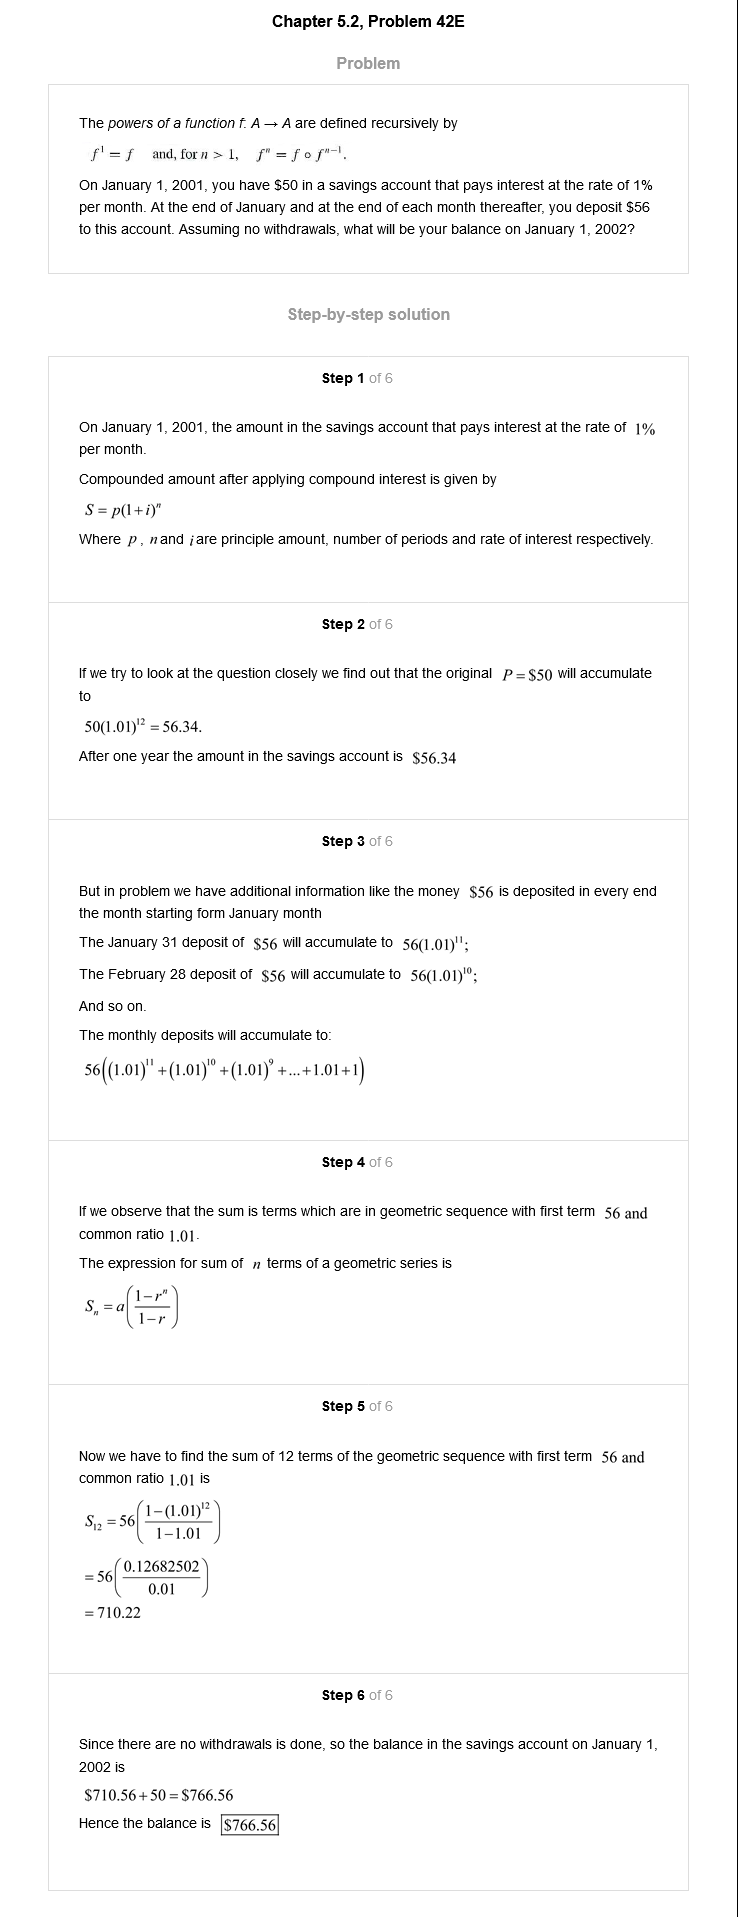 Chapter 5.2, Problem 42E
Problem
The powers of a function f: A → A are defined recursively by
f¹ = f and, for n > 1, fⁿ = f ∘ fⁿ⁻¹.
On January 1, 2001, you have $50 in a savings account that pays interest at the rate of 1%
per month. At the end of January and at the end of each month thereafter, you deposit $56
to this account. Assuming no withdrawals, what will be your balance on January 1, 2002?
Step-by-step solution
Step 1 of 6
On January 1, 2001, the amount in the savings account that pays interest at the rate of 1%
per month.
Compounded amount after applying compound interest is given by
S = p(1+i)ⁿ
Where p, n and i are principle amount, number of periods and rate of interest respectively.
Step 2 of 6
If we try to look at the question closely we find out that the original P = $50 will accumulate
to
50(1.01)¹² = 56.34.
After one year the amount in the savings account is $56.34
Step 3 of 6
But in problem we have additional information like the money $56 is deposited in every end
the month starting form January month
The January 31 deposit of $56 will accumulate to 56(1.01)¹¹;
The February 28 deposit of $56 will accumulate to 56(1.01)¹⁰;
And so on.
The monthly deposits will accumulate to:
56((1.01)¹¹ + (1.01)¹⁰ + (1.01)⁹ + ... + 1.01 + 1)
Step 4 of 6
If we observe that the sum is terms which are in geometric sequence with first term 56 and
common ratio 1.01.
The expression for sum of n terms of a geometric series is
Sₙ = a((1−rⁿ)/(1−r))
Step 5 of 6
Now we have to find the sum of 12 terms of the geometric sequence with first term 56 and
common ratio 1.01 is
S₁₂ = 56((1−(1.01)¹²)/(1−1.01))
= 56(0.12682502/0.01)
= 710.22
Step 6 of 6
Since there are no withdrawals is done, so the balance in the savings account on January 1,
2002 is
$710.56 + 50 = $766.56
Hence the balance is $766.56